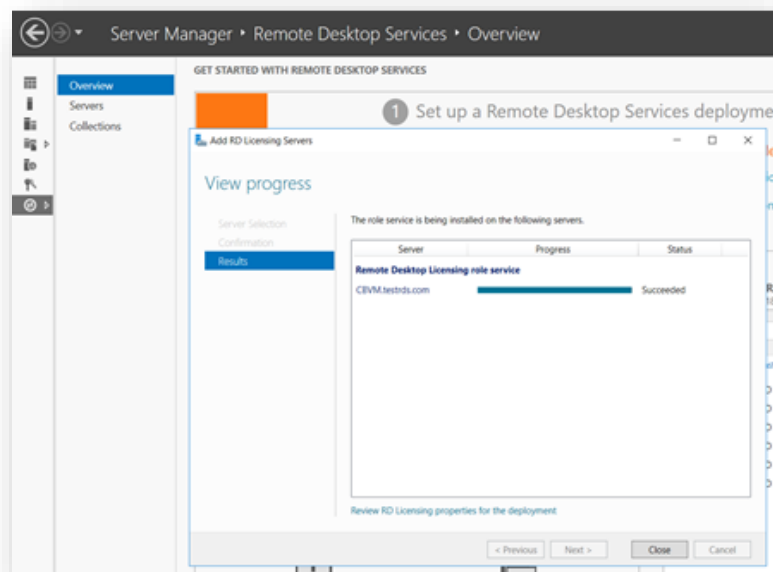 Server Manager ‣ Remote Desktop Services ‣ Overview
GET STARTED WITH REMOTE DESKTOP SERVICES
Overview
Servers
Collections
1 Set up a Remote Desktop Services
Add RD Licensing Servers
View progress
Server Selection
Confirmation
Results
The role service is being installed on the following servers.
Server Progress Status
Remote Desktop Licensing role service
CBVM.testrds.com Succeeded
Review RD Licensing properties for the deployment
< Previous Next > Close Cancel